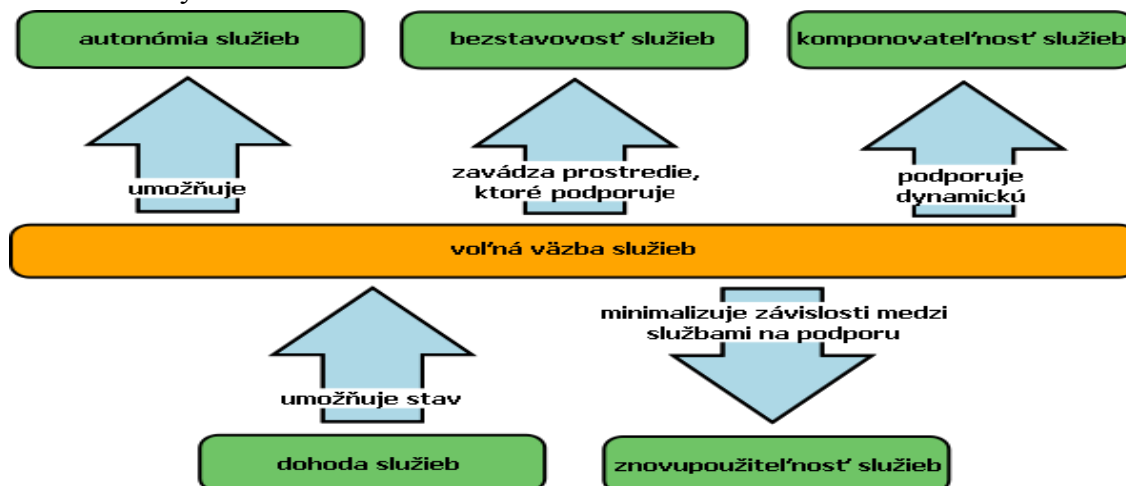 autonómia služieb
bezstavovosť služieb
komponovateľnosť služieb
umožňuje
zavádza prostredie,
ktoré podporuje
podporuje
dynamickú
voľná väzba služieb
minimalizuje závislosti medzi
službami na podporu
umožňuje stav
dohoda služieb
znovupoužiteľnosť služieb